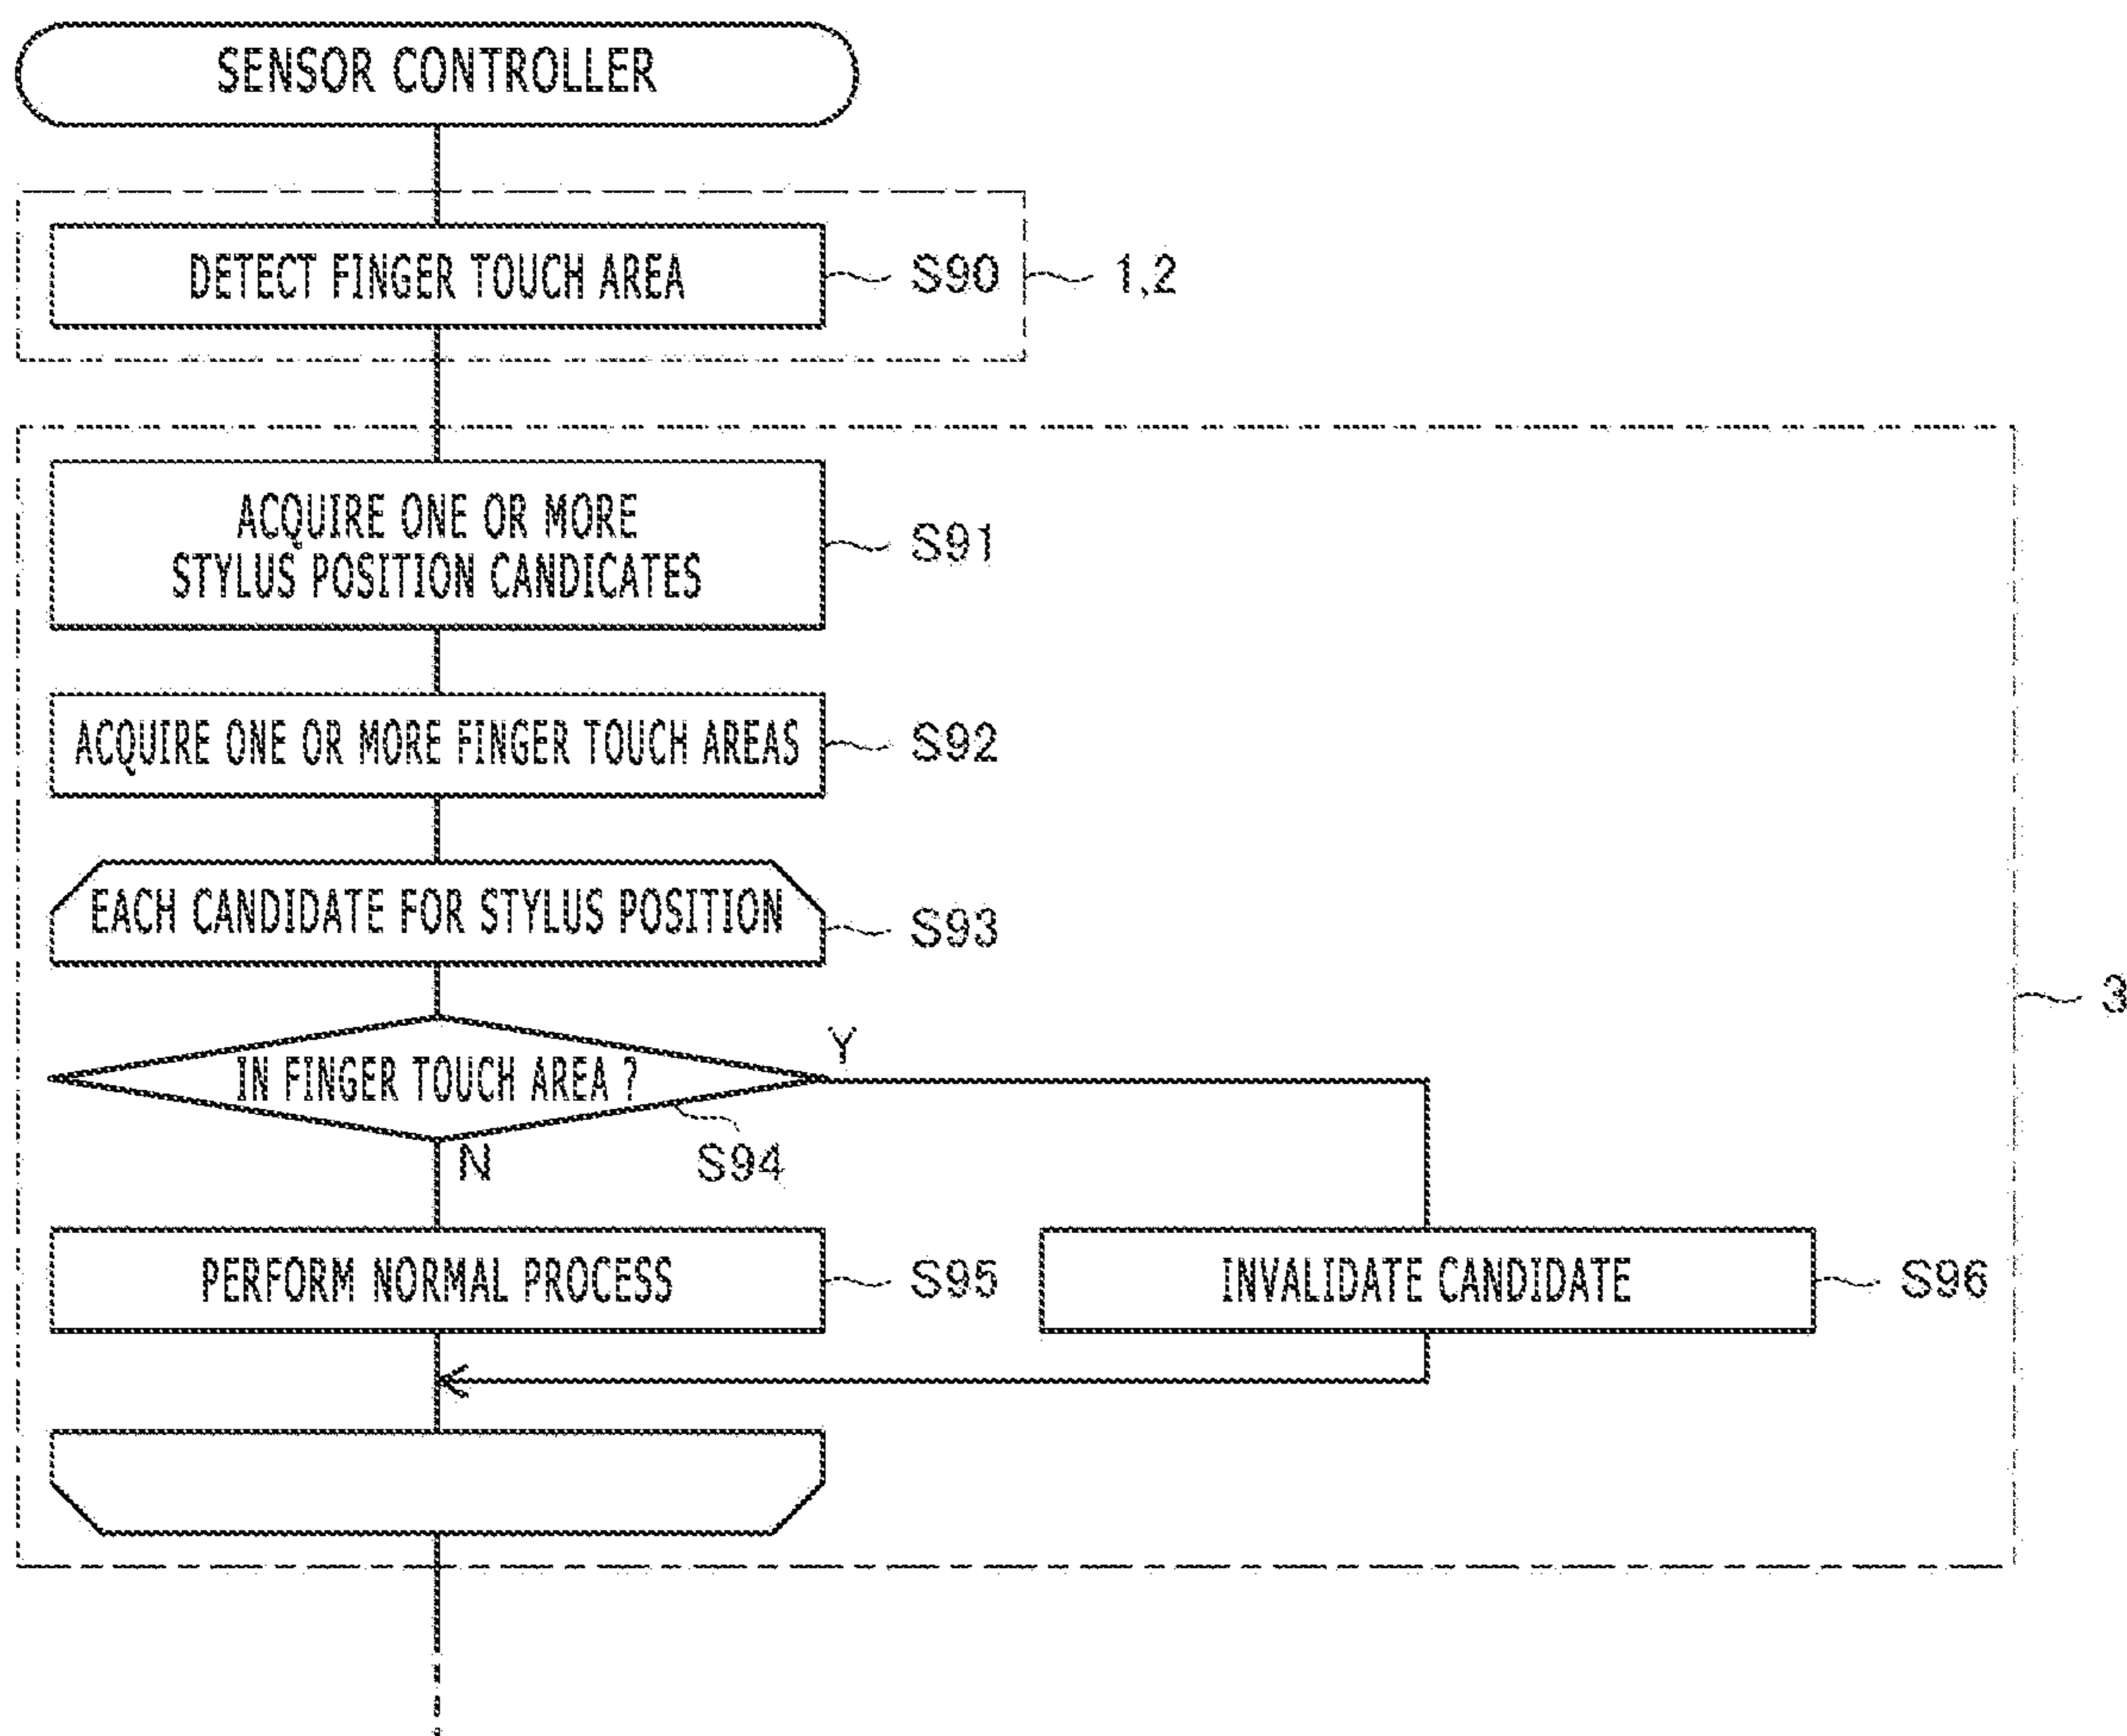 SENSOR CONTROLLER
DETECT FINGER TOUCH AREA
S90
1,2
ACQUIRE ONE OR MORE
STYLUS POSITION CANDICATES
S91
ACQUIRE ONE OR MORE FINGER TOUCH AREAS
S92
EACH CANDIDATE FOR STYLUS POSITION
S93
3
IN FINGER TOUCH AREA ?
Y
N
S94
PERFORM NORMAL PROCESS
S95
INVALIDATE CANDIDATE
S96